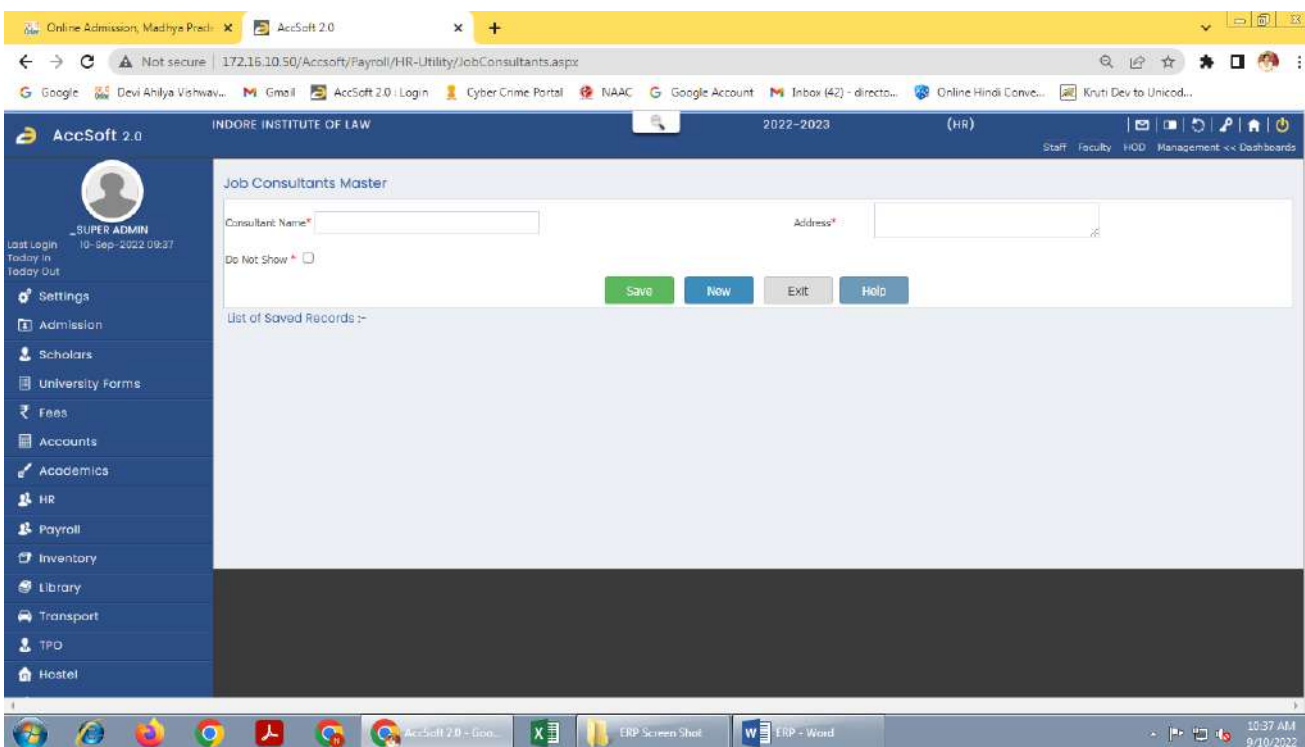 Online Admission, Madhya Prade
AccSoft 2.0
Not secure | 172.16.10.50/Accsoft/Payroll/HR-Utility/JobConsultants.aspx
Google Devi Ahilya Vishwav... Gmail AccSoft 2.0 : Login Cyber Crime Portal NAAC Google Account Inbox (42) - directo... Online Hindi Conve... Kruti Dev to Unicod...
AccSoft 2.0 INDORE INSTITUTE OF LAW 2022-2023 (HR)
Staff Faculty HOD Management << Dashboards
_SUPER ADMIN
Last Login 10-Sep-2022 09:37
Today In
Today Out
Settings
Admission
Scholars
University Forms
₹ Fees
Accounts
Academics
HR
Payroll
Inventory
Library
Transport
TPO
Hostel
Job Consultants Master
Consultant Name* Address*
Do Not Show *
Save New Exit Help
List of Saved Records :-
AccSoft 2.0 - Goo... ERP Screen Shot ERP - Word
10:37 AM
9/10/2022